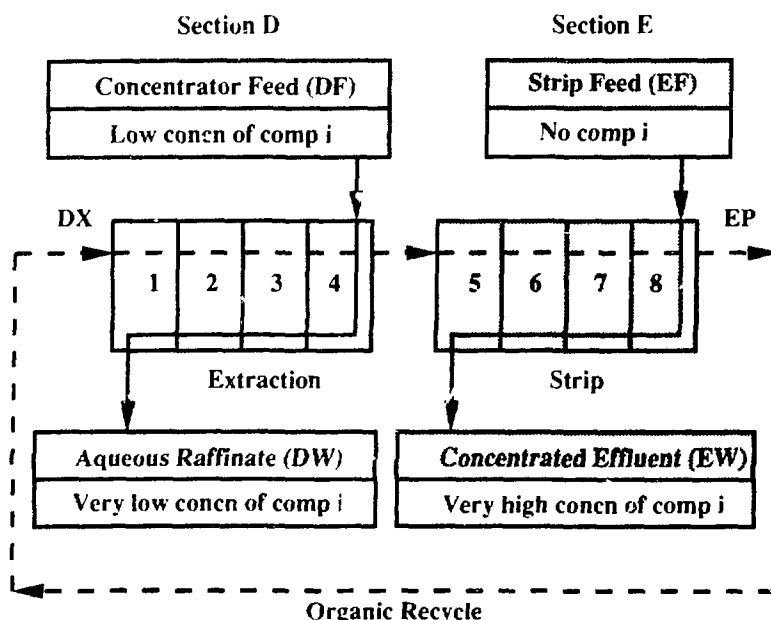 Section D
Section E
Concentrator Feed (DF)
Low concn of comp i
Strip Feed (EF)
No comp i
DX
EP
1 2 3 4
5 6 7 8
Extraction
Strip
Aqueous Raffinate (DW)
Very low concn of comp i
Concentrated Effluent (EW)
Very high concn of comp i
Organic Recycle